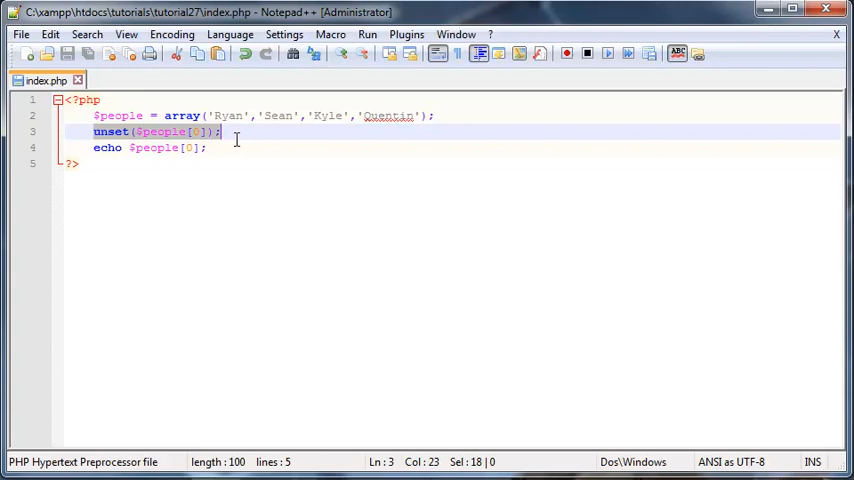 C:\xampp\htdocs\tutorials\tutorial27\index.php - Notepad++ [Administrator]
File Edit Search View Encoding Language Settings Macro Run Plugins Window ? X
ABC
index.php
1 <?php
2 $people = array('Ryan','Sean','Kyle','Quentin');
3 unset($people[0]);
4 echo $people[0];
5 ?>
PHP Hypertext Preprocessor file length : 100 lines : 5 Ln : 3 Col : 23 Sel : 18 | 0 Dos\Windows ANSI as UTF-8 INS